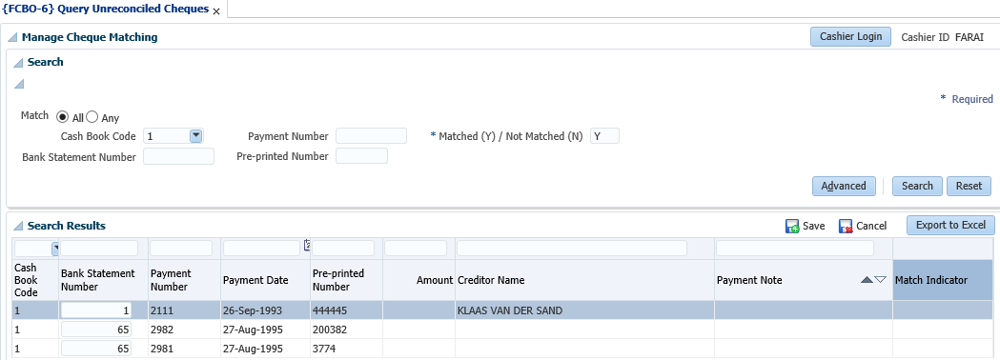 {FCBO-6} Query Unreconciled Cheques x
Manage Cheque Matching Cashier Login Cashier ID FARAI
Search
* Required
Match All Any
Cash Book Code 1 Payment Number * Matched (Y) / Not Matched (N) Y
Bank Statement Number Pre-printed Number
Advanced Search Reset
Search Results Save Cancel Export to Excel
Cash Book Code Bank Statement Number Payment Number Payment Date Pre-printed Number Amount Creditor Name Payment Note Match Indicator
1 1 2111 26-Sep-1993 444445 KLAAS VAN DER SAND
1 65 2982 27-Aug-1995 200382
1 65 2981 27-Aug-1995 3774